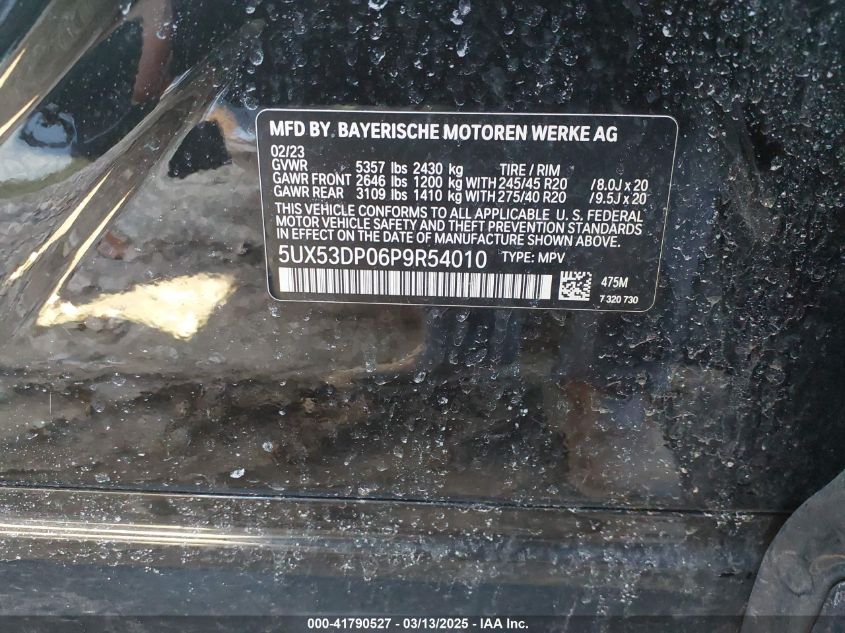 MFD BY. BAYERISCHE MOTOREN WERKE AG
02/23
GVWR 5357 lbs 2430 kg TIRE / RIM
GAWR FRONT 2646 lbs 1200 kg WITH 245/45 R20 /8.0J x 20
GAWR REAR 3109 lbs 1410 kg WITH 275/40 R20 /9.5J x 20
THIS VEHICLE CONFORMS TO ALL APPLICABLE U. S. FEDERAL
MOTOR VEHICLE SAFETY AND THEFT PREVENTION STANDARDS
IN EFFECT ON THE DATE OF MANUFACTURE SHOWN ABOVE.
5UX53DP06P9R54010 TYPE: MPV
475M
7 320 730
000-41790527 - 03/13/2025 - IAA Inc.